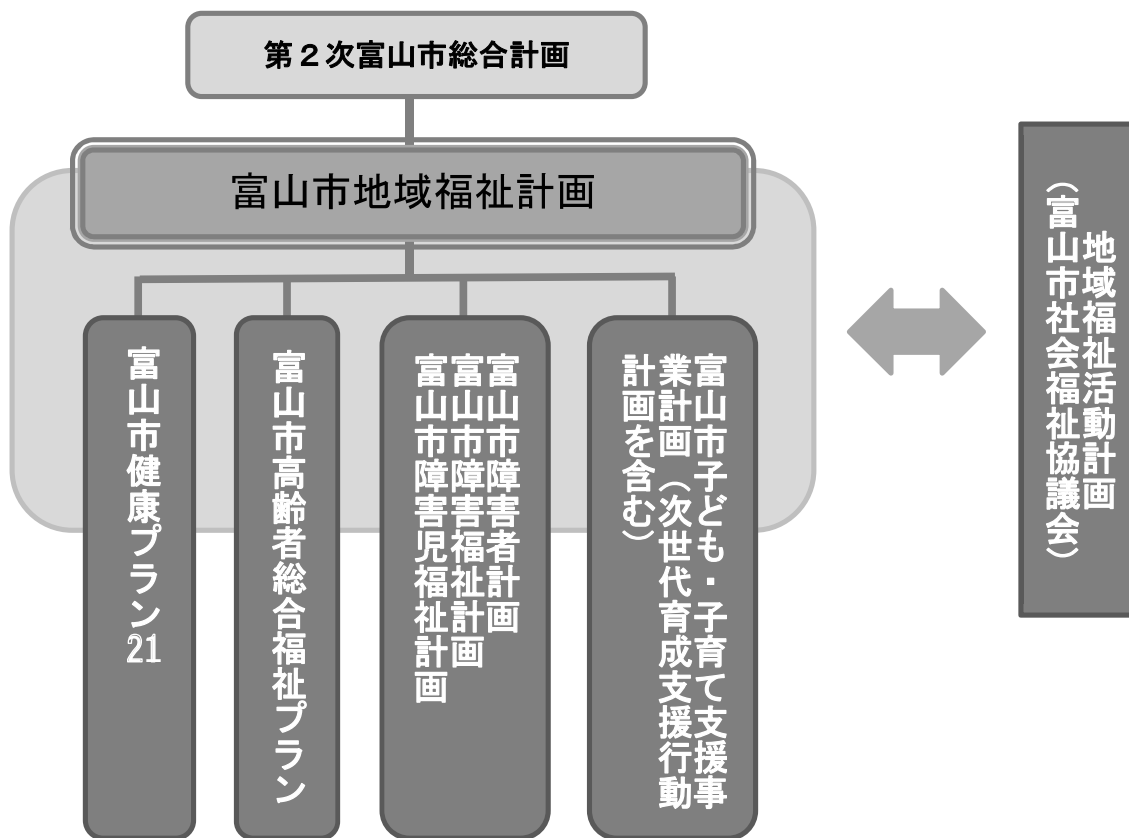 第２次富山市総合計画
富山市地域福祉計画
富山市健康プラン21
富山市高齢者総合福祉プラン
富山市障害者計画
富山市障害福祉計画
富山市障害児福祉計画
富山市子ども・子育て支援事
業計画（次世代育成支援行動
計画を含む）
地域福祉活動計画
（富山市社会福祉協議会）